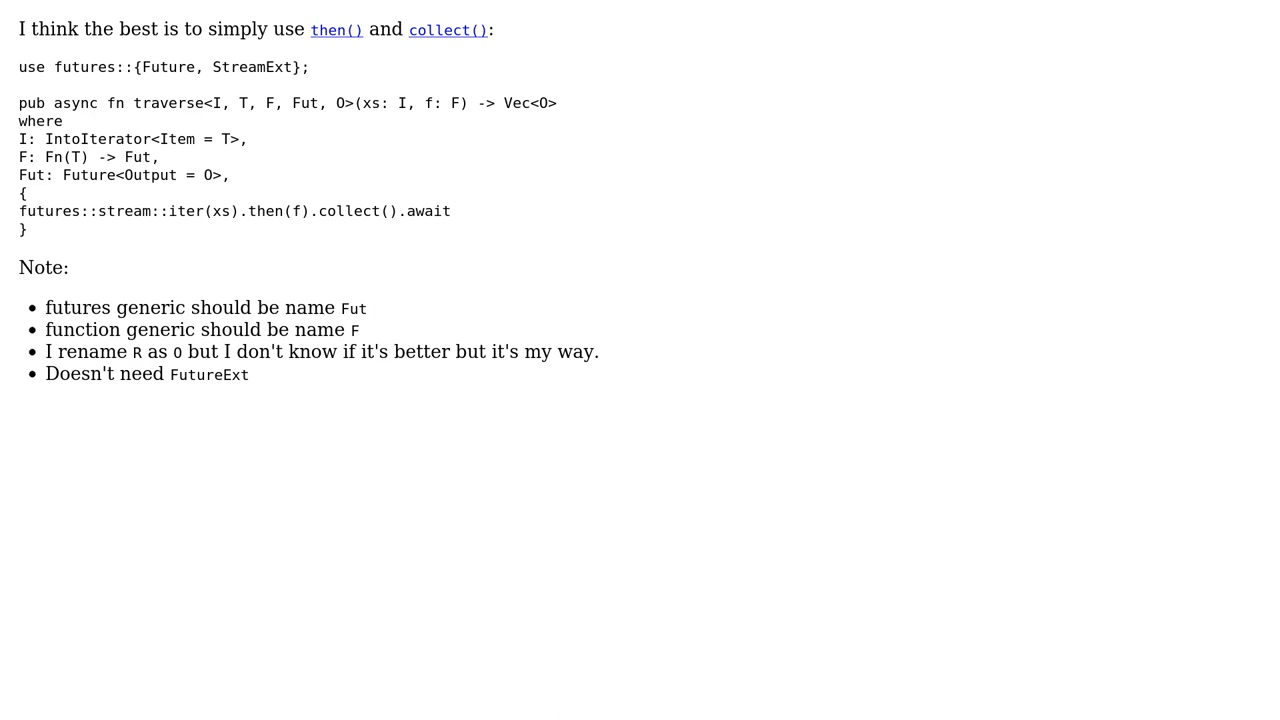 I think the best is to simply use then() and collect():
use futures::{Future, StreamExt};
pub async fn traverse<I, T, F, Fut, O>(xs: I, f: F) -> Vec<O>
where
I: IntoIterator<Item = T>,
F: Fn(T) -> Fut,
Fut: Future<Output = O>,
{
futures::stream::iter(xs).then(f).collect().await
}
Note:
• futures generic should be name Fut
• function generic should be name F
• I rename R as O but I don't know if it's better but it's my way.
• Doesn't need FutureExt